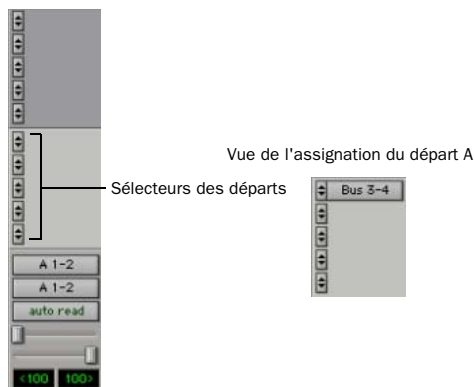 Vue de l'assignation du départ A
Sélecteurs des départs
Bus 3-4
A 1-2
A 1-2
auto read
<100 100>